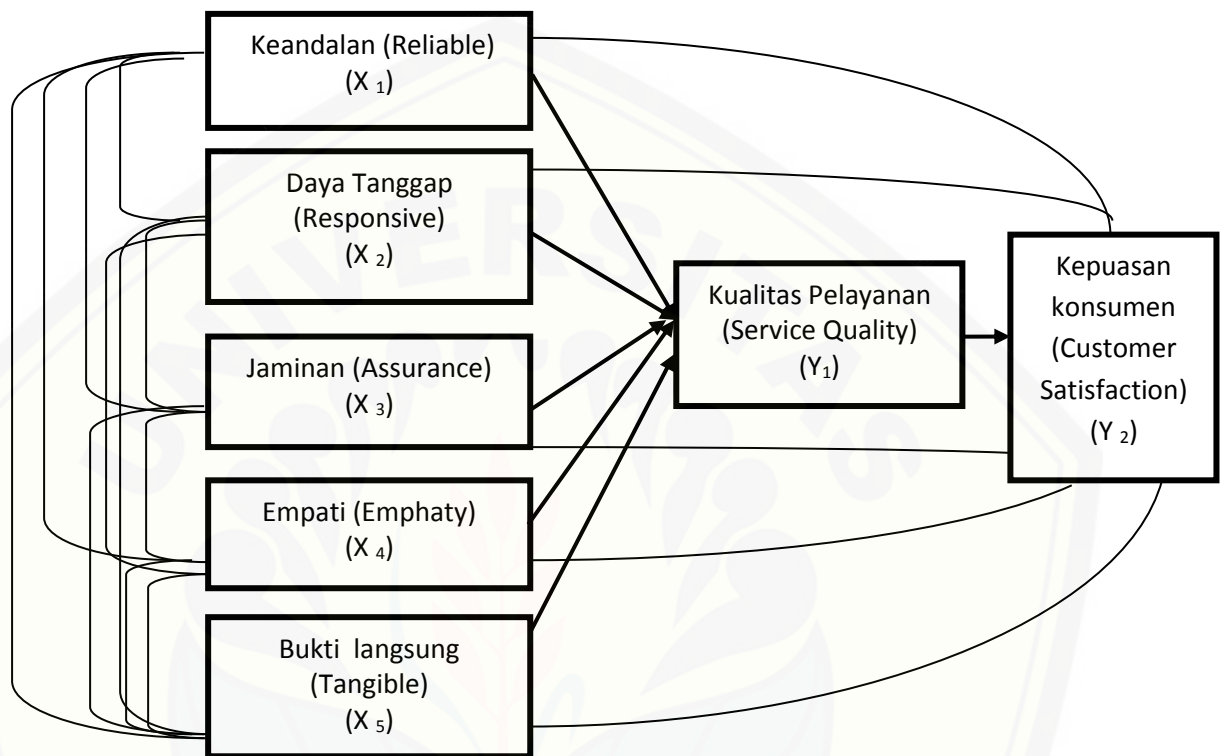 Keandalan (Reliable)
(X 1)
Daya Tanggap
(Responsive)
(X 2)
Jaminan (Assurance)
(X 3)
Empati (Emphaty)
(X 4)
Bukti langsung
(Tangible)
(X 5)
Kualitas Pelayanan
(Service Quality)
(Y1)
Kepuasan
konsumen
(Customer
Satisfaction)
(Y 2)
UNIVERSITAS